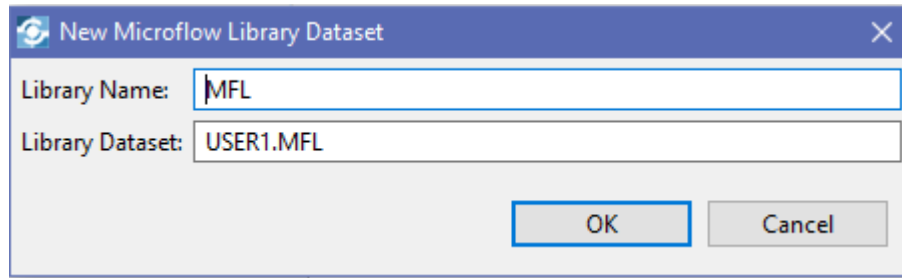 New Microflow Library Dataset
Library Name: MFL
Library Dataset: USER1.MFL
OK Cancel